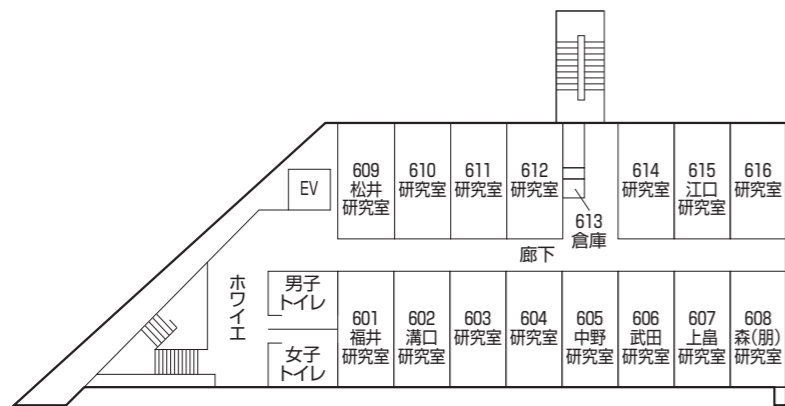 EV
609
松井
研究室
610
研究室
611
研究室
612
研究室
613
倉庫
614
研究室
615
江口
研究室
616
研究室
廊下
ホワイエ
男子
トイレ
女子
トイレ
601
福井
研究室
602
溝口
研究室
603
研究室
604
研究室
605
中野
研究室
606
武田
研究室
607
上畠
研究室
608
森(朋)
研究室